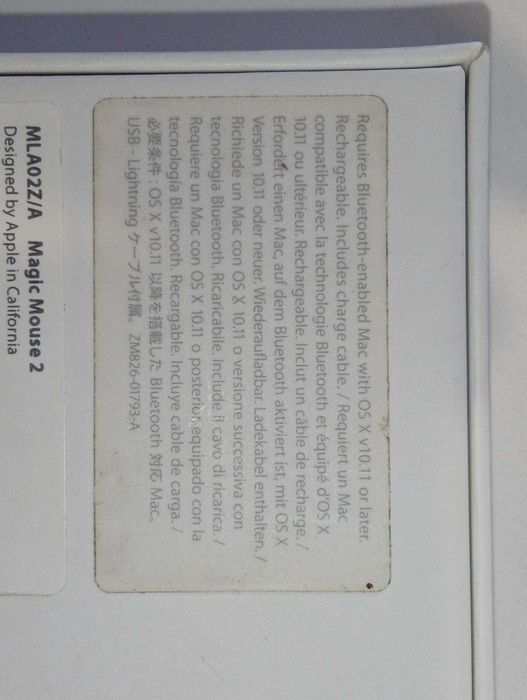 Requires Bluetooth-enabled Mac with OS X v10.11 or later.
Rechargeable. Includes charge cable. / Requiert un Mac
compatible avec la technologie Bluetooth et équipé d'OS X
10.11 ou ultérieur. Rechargeable. Inclut un câble de recharge. /
Erfordert einen Mac, auf dem Bluetooth aktiviert ist, mit OS X
Version 10.11 oder neuer. Wiederaufladbar. Ladekabel enthalten. /
Richiede un Mac con OS X 10.11 o versione successiva con
tecnologia Bluetooth. Ricaricabile. Include il cavo di ricarica. /
Requiere un Mac con OS X 10.11 o posterior, equipado con la
tecnología Bluetooth. Recargable. Incluye cable de carga. /
必要条件：OS X v10.11 以降を搭載した Bluetooth 対応 Mac。
USB - Lightning ケーブル付属。 ZM826-01793-A
MLA02Z/A Magic Mouse 2
Designed by Apple in California